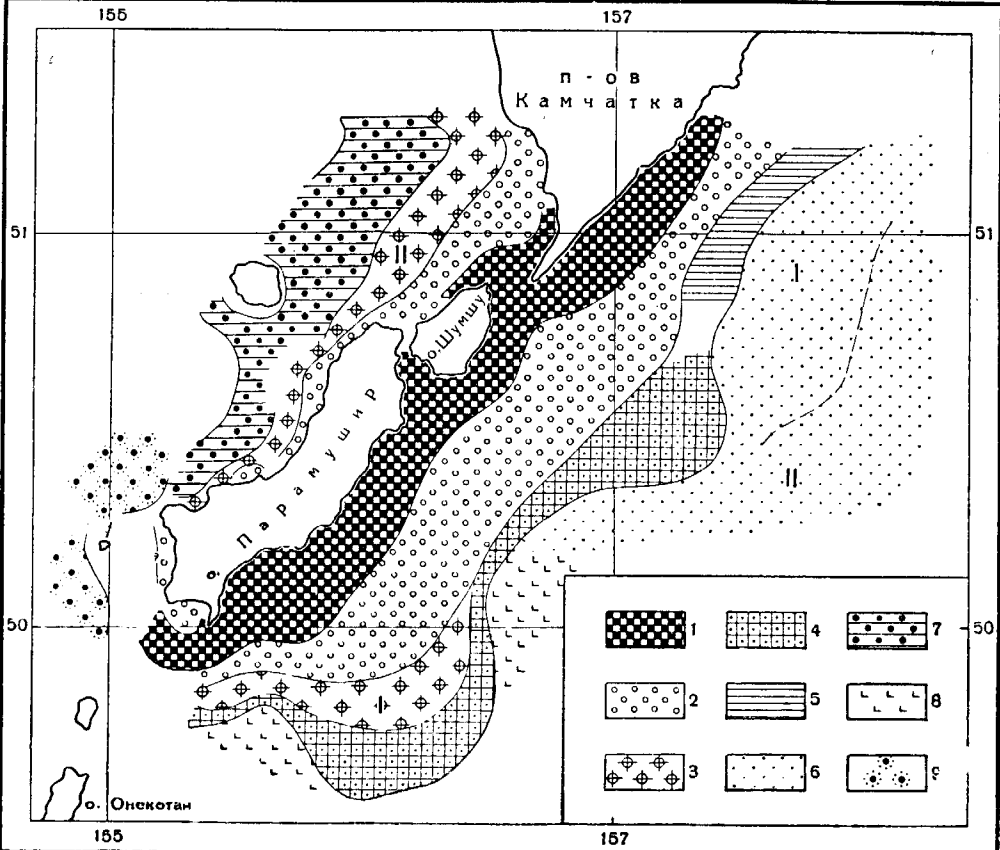 155 157
п-ов
Камчатка
51 51
I
II
о.Шумшу
о. Парамушир
II
50 50
I
о. Онекотан
1 4 7
2 5 8
3 6 9
155 157